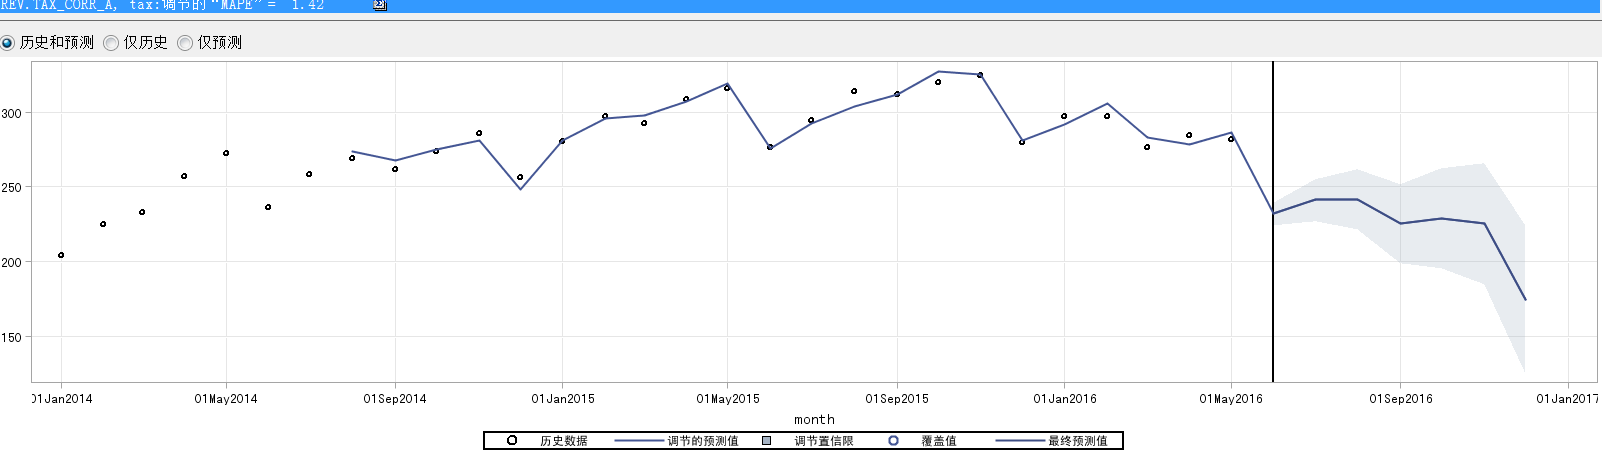 REV.TAX_CORR_A, tax:调节的“MAPE”= 1.42
历史和预测 仅历史 仅预测
300
250
200
150
01Jan2014 01May2014 01Sep2014 01Jan2015 01May2015 01Sep2015 01Jan2016 01May2016 01Sep2016 01Jan2017
month
历史数据 调节的预测值 调节置信限 覆盖值 最终预测值